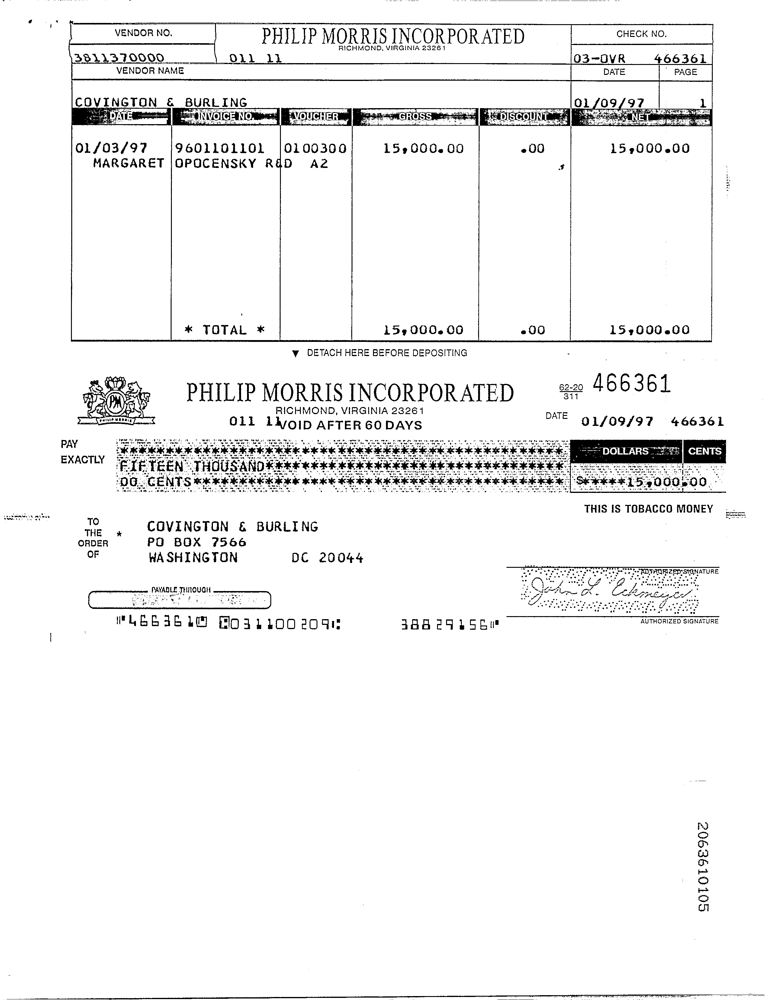 VENDOR NO. PHILIP MORRIS INCORPORATED CHECK NO.
RICHMOND, VIRGINIA 23261
3811370000 011 11 03-OVR 466361
VENDOR NAME DATE PAGE
COVINGTON & BURLING 01/09/97 1
DATE INVOICE NO. VOUCHER GROSS DISCOUNT NET
01/03/97 9601101101 0100300 15,000.00 .00 15,000.00
MARGARET OPOCENSKY R&D A2
* TOTAL * 15,000.00 .00 15,000.00
▼ DETACH HERE BEFORE DEPOSITING
PM
PHILIP MORRIS
PHILIP MORRIS INCORPORATED 62-20 466361
311
RICHMOND, VIRGINIA 23261
011 11 VOID AFTER 60 DAYS DATE 01/09/97 466361
PAY
EXACTLY
DOLLARS CENTS
FIFTEEN THOUSAND
00 CENTS $*****15,000.00
THIS IS TOBACCO MONEY
TO
THE *
ORDER
OF
COVINGTON & BURLING
PO BOX 7566
WASHINGTON DC 20044
AUTHORIZED SIGNATURE
John L. Eckmeyer
PAYABLE THROUGH
AUTHORIZED SIGNATURE
⑈466361⑈ ⑆031100209⑆ 38829156⑈
2063610105